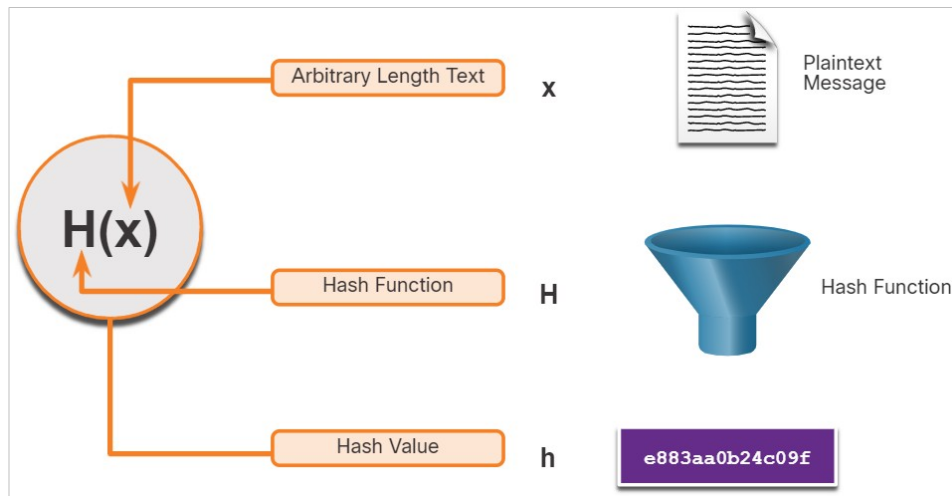 Arbitrary Length Text
x
Plaintext
Message
H(x)
Hash Function
H
Hash Function
Hash Value
h
e883aa0b24c09f